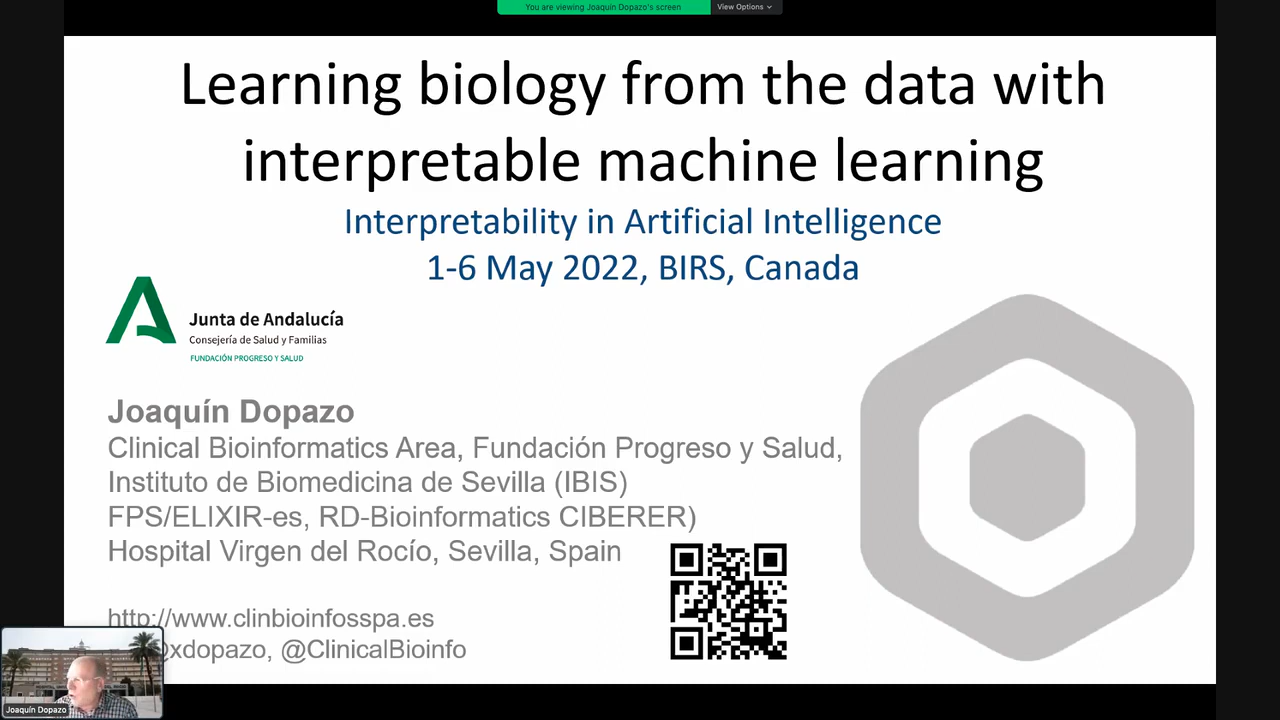 You are viewing Joaquín Dopazo's screen
View Options
Learning biology from the data with
interpretable machine learning
Interpretability in Artificial Intelligence
1-6 May 2022, BIRS, Canada
Junta de Andalucía
Consejería de Salud y Familias
FUNDACIÓN PROGRESO Y SALUD
Joaquín Dopazo
Clinical Bioinformatics Area, Fundación Progreso y Salud,
Instituto de Biomedicina de Sevilla (IBIS)
FPS/ELIXIR-es, RD-Bioinformatics CIBERER)
Hospital Virgen del Rocío, Sevilla, Spain
http://www.clinbioinfosspa.es
xdopazo, @ClinicalBioinfo
Joaquín Dopazo